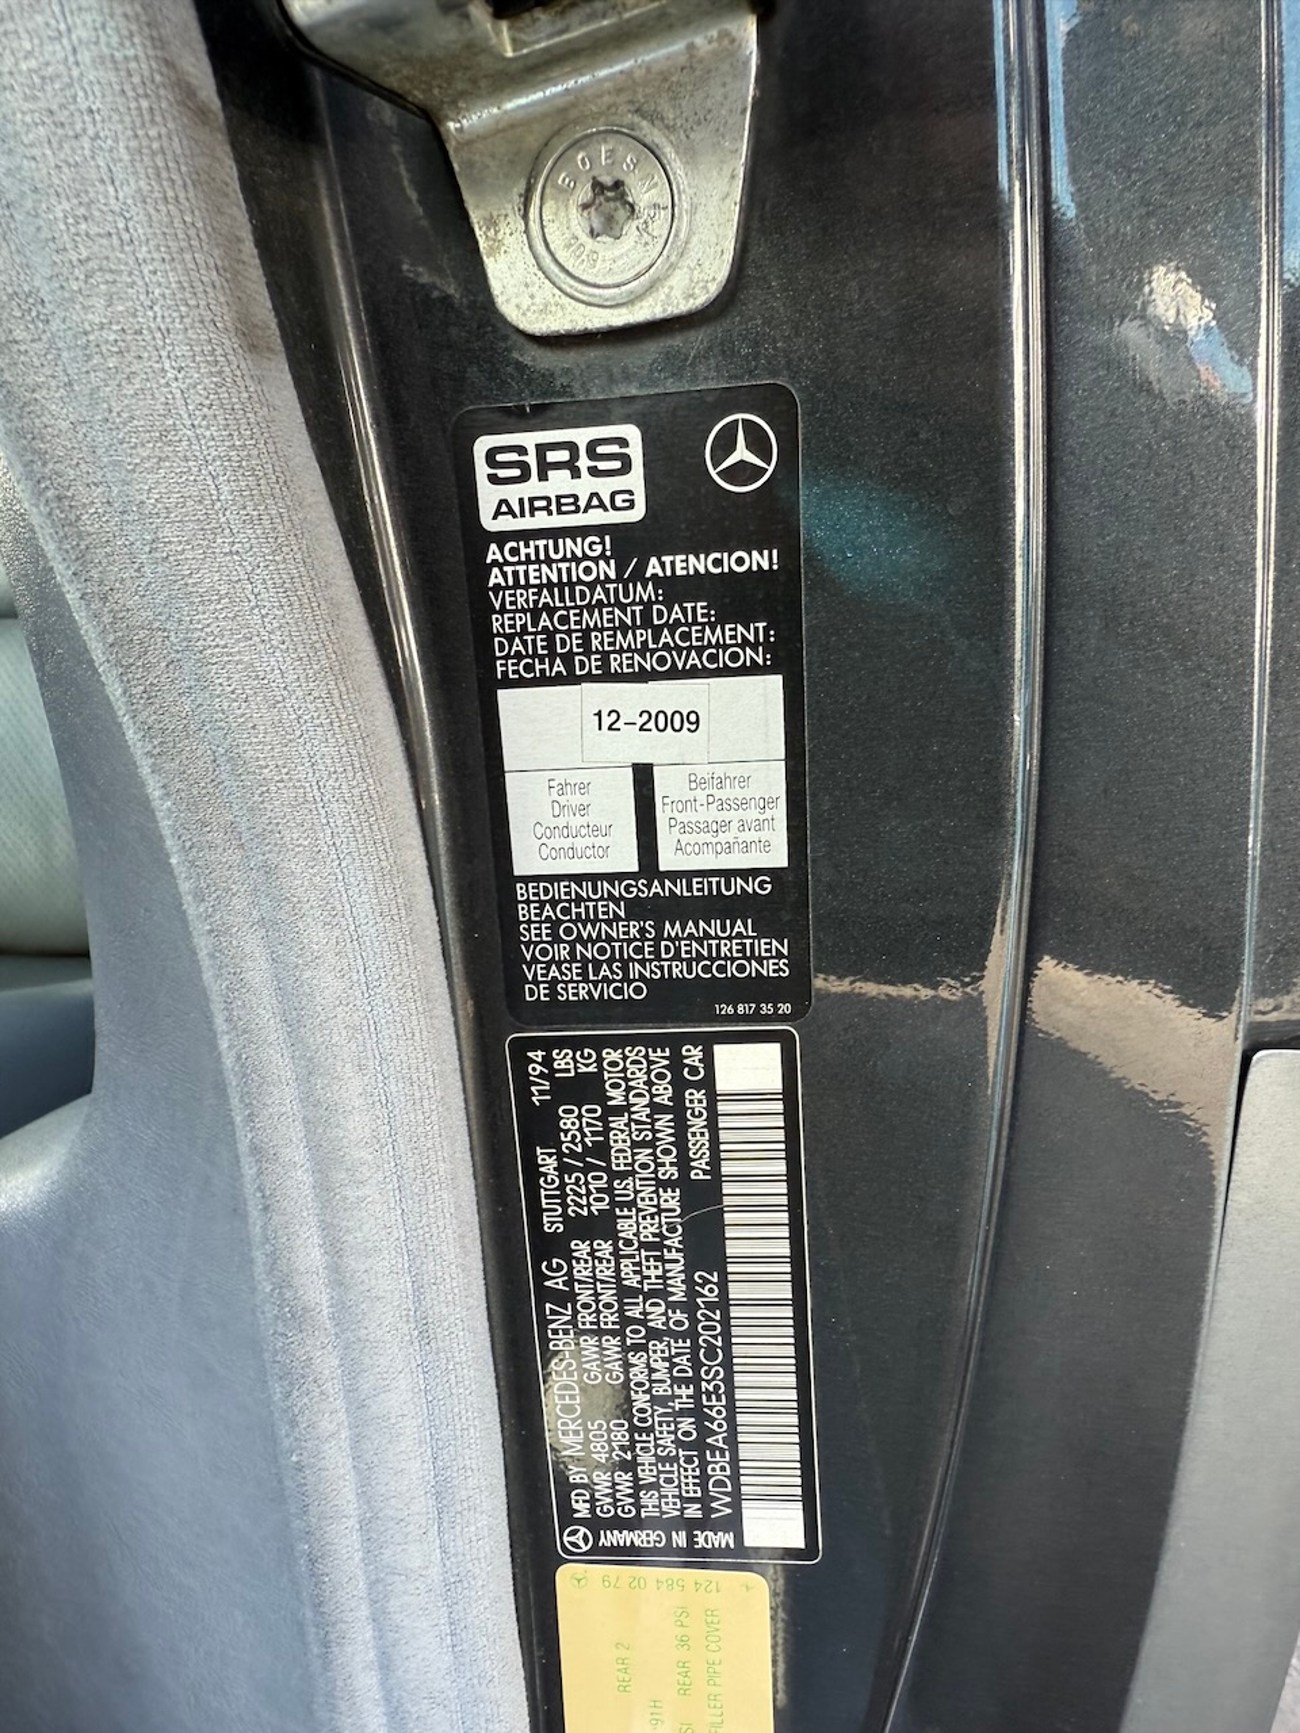 BOESN
10.9
SRS
AIRBAG
ACHTUNG!
ATTENTION / ATENCION!
VERFALLDATUM:
REPLACEMENT DATE:
DATE DE REMPLACEMENT:
FECHA DE RENOVACION:
12-2009
Fahrer
Driver
Conducteur
Conductor
Beifahrer
Front-Passenger
Passager avant
Acompañante
BEDIENUNGSANLEITUNG
BEACHTEN
SEE OWNER'S MANUAL
VOIR NOTICE D'ENTRETIEN
VEASE LAS INSTRUCCIONES
DE SERVICIO
126 817 35 20
MFD BY MERCEDES-BENZ AG STUTTGART 11/94
GVWR 4805 GAWR FRONT/REAR 2225 / 2580 LBS
GVWR 2180 GAWR FRONT/REAR 1010 / 1170 KG
THIS VEHICLE CONFORMS TO ALL APPLICABLE U.S. FEDERAL MOTOR
VEHICLE SAFETY, BUMPER, AND THEFT PREVENTION STANDARDS
IN EFFECT ON THE DATE OF MANUFACTURE SHOWN ABOVE
WDBEA66E3SC202162 PASSENGER CAR
MADE IN GERMANY
124 584 02 79
REAR 2
91H
SI REAR 36 PSI
FILLER PIPE COVER